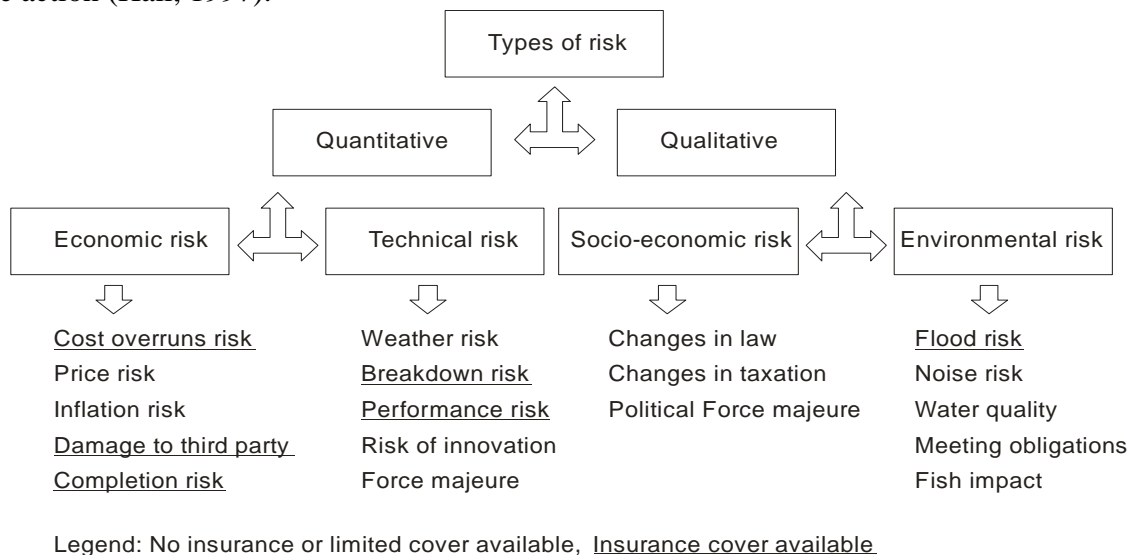 e action (Hall, 1997).
Types of risk
Quantitative
Qualitative
Economic risk
Technical risk
Socio-economic risk
Environmental risk
Cost overruns risk
Price risk
Inflation risk
Damage to third party
Completion risk
Weather risk
Breakdown risk
Performance risk
Risk of innovation
Force majeure
Changes in law
Changes in taxation
Political Force majeure
Flood risk
Noise risk
Water quality
Meeting obligations
Fish impact
Legend: No insurance or limited cover available, Insurance cover available